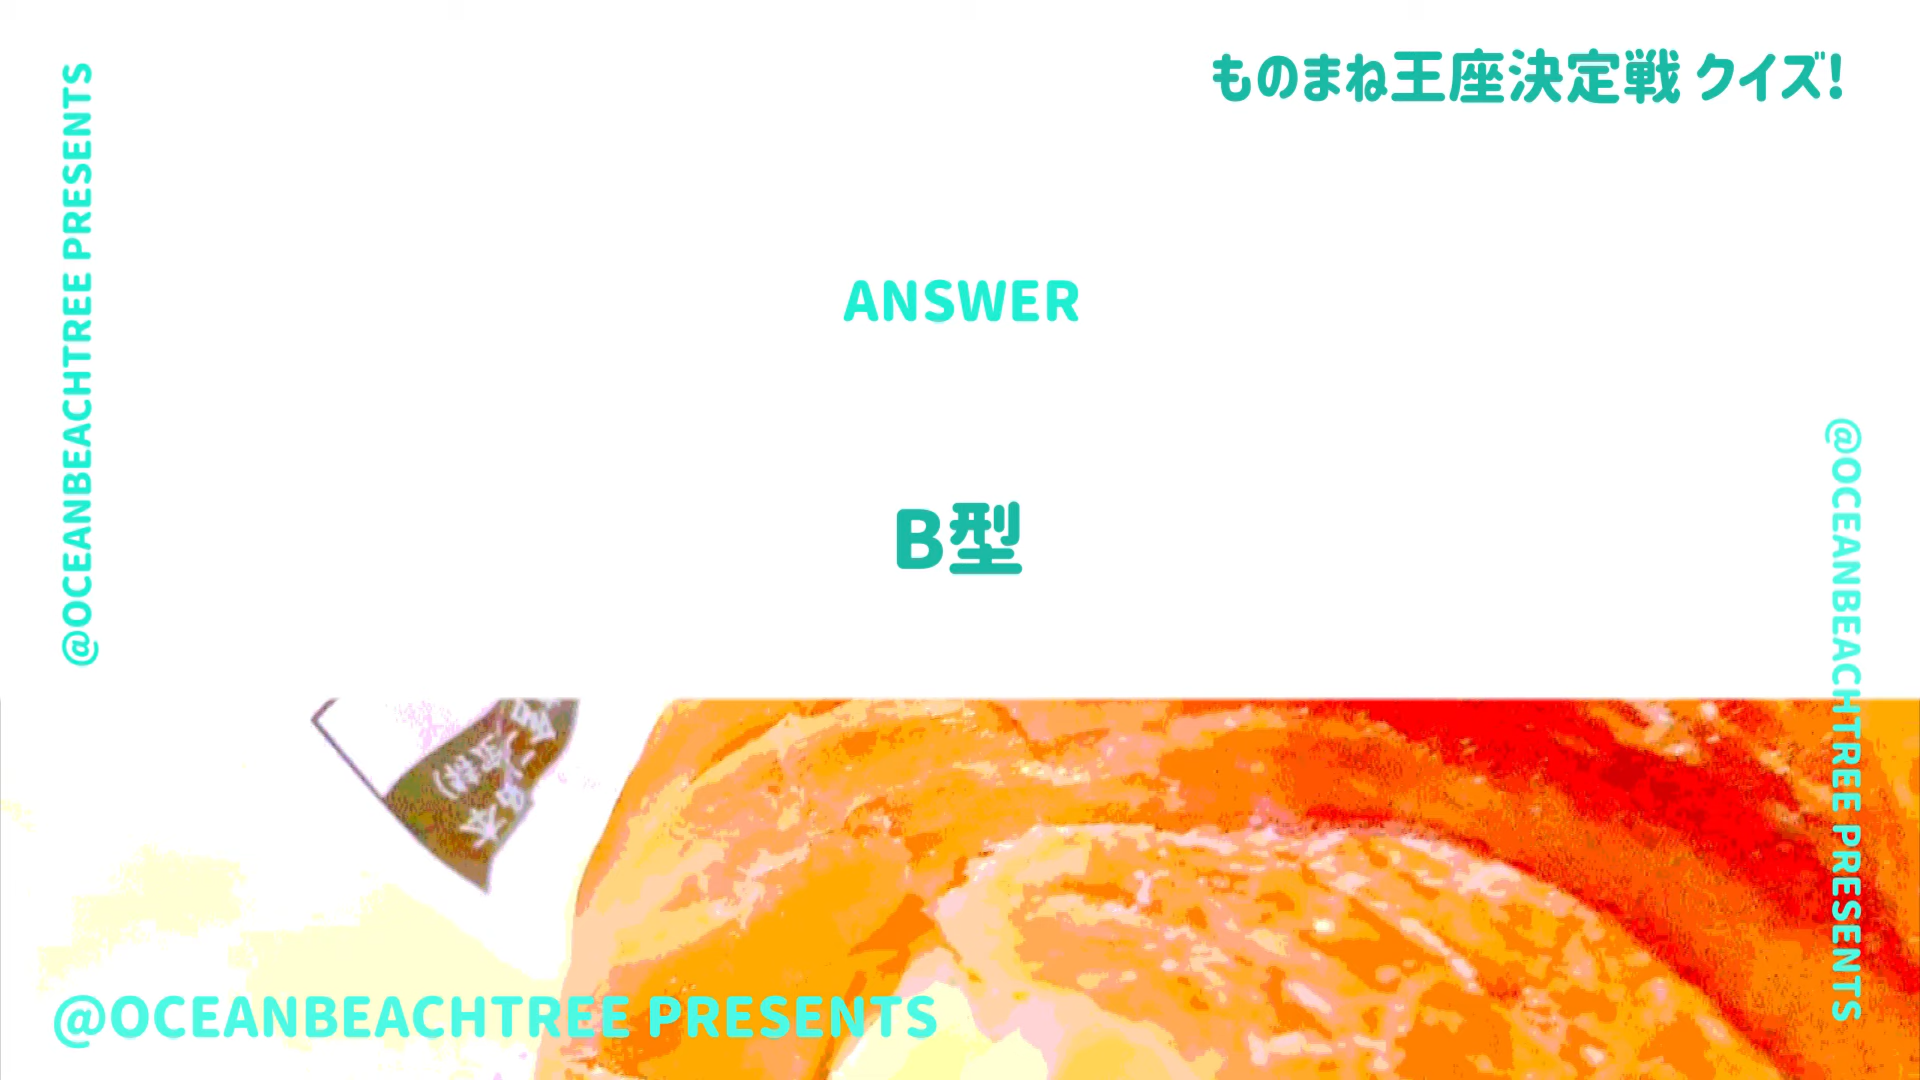 ものまね王座決定戦 クイズ!
@OCEANBEACHTREE PRESENTS
ANSWER
B型
@OCEANBEACHTREE PRESENTS
@OCEANBEACHTREE PRESENTS